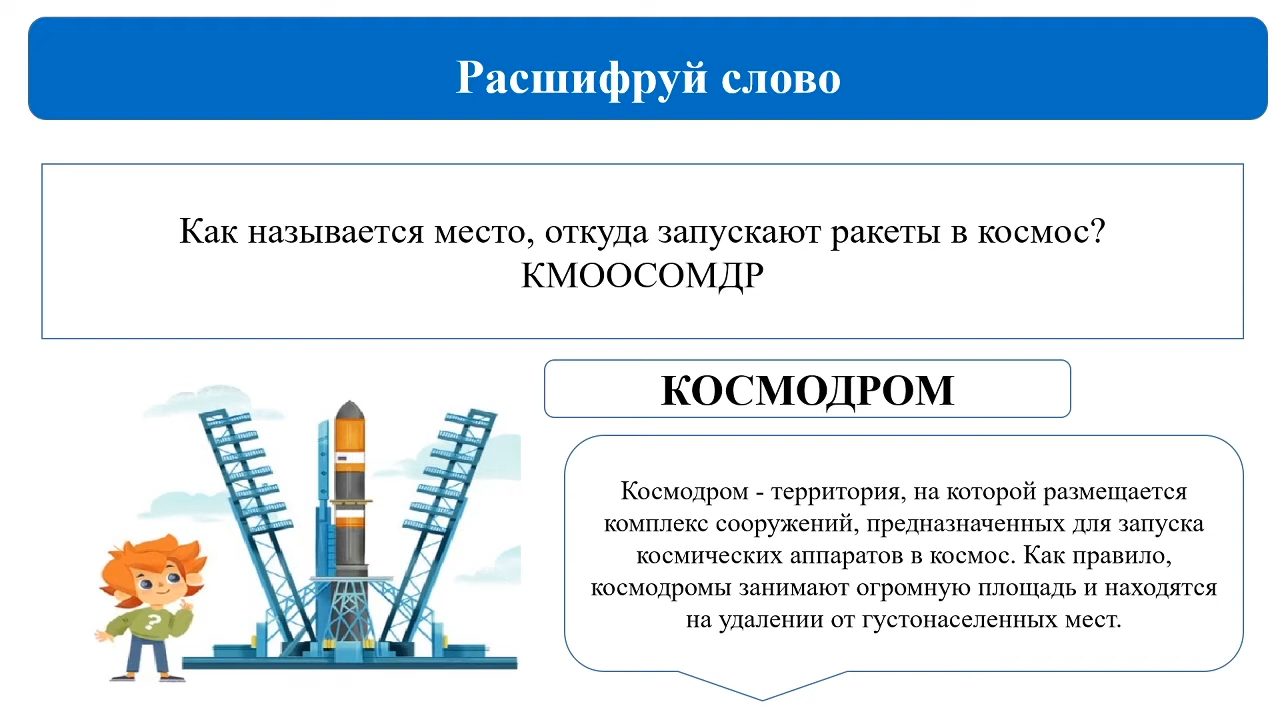 Расшифруй слово
Как называется место, откуда запускают ракеты в космос?
КМООСОМДР
КОСМОДРОМ
Космодром - территория, на которой размещается
комплекс сооружений, предназначенных для запуска
космических аппаратов в космос. Как правило,
космодромы занимают огромную площадь и находятся
на удалении от густонаселенных мест.
?